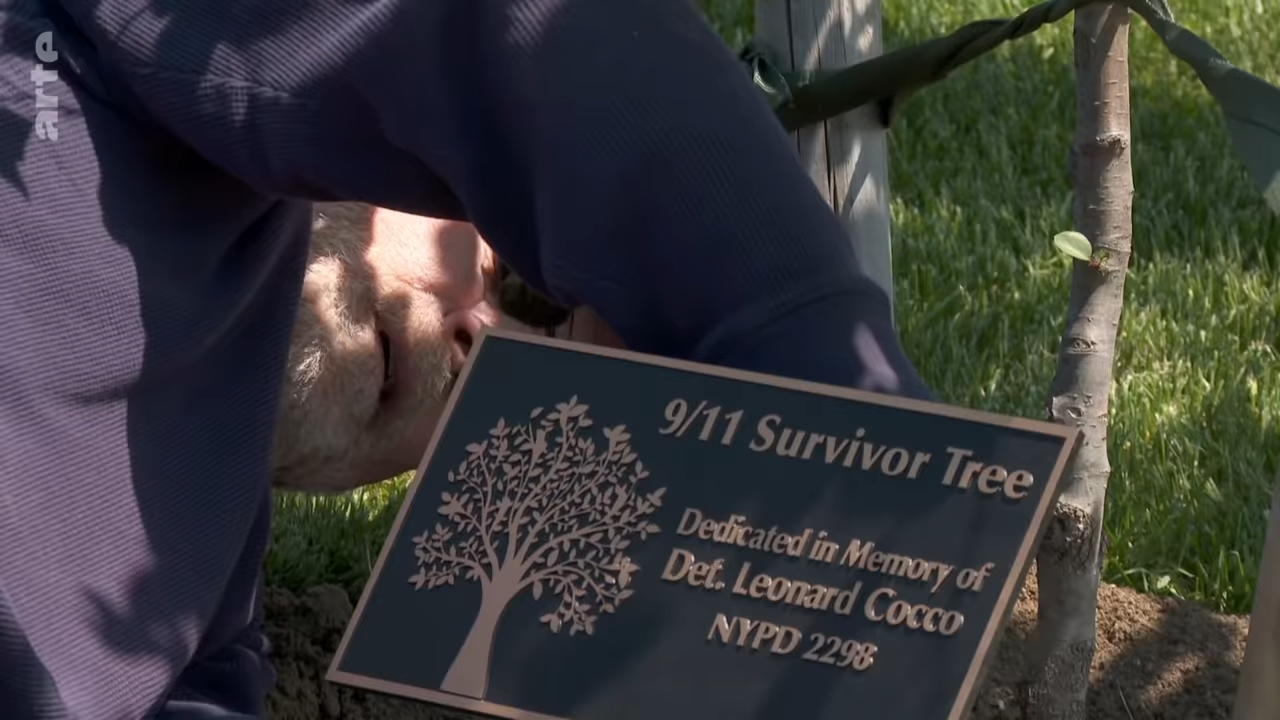 arte
9/11 Survivor Tree
Dedicated in Memory of
Det. Leonard Cocco
NYPD 2298